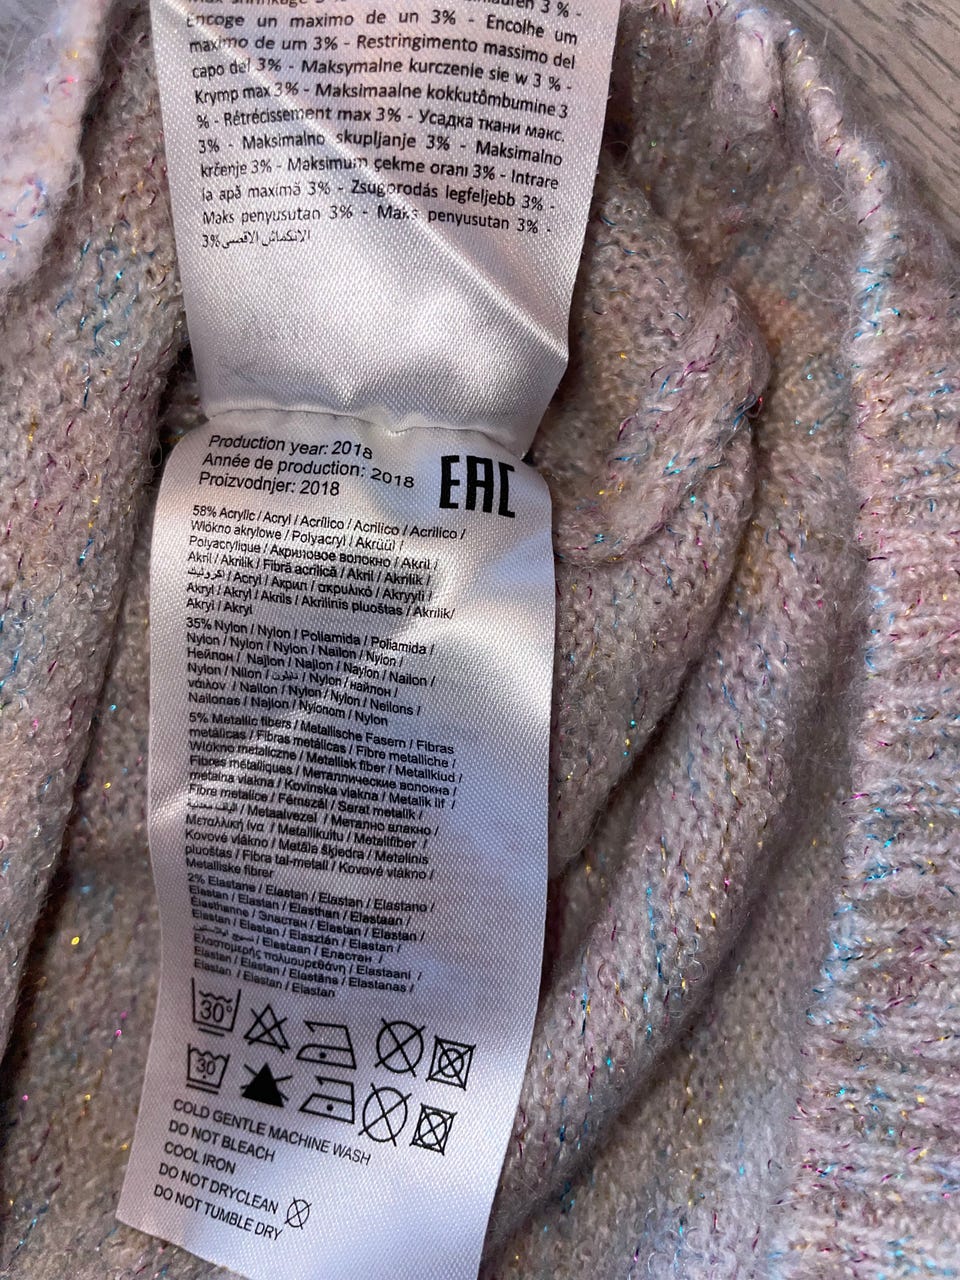 3 % -
Encoge un maximo de un 3% - Encolhe um
maximo de um 3% - Restringimento massimo del
capo del 3% - Maksymalne kurczenie sie w 3 % -
Krymp max 3% - Maksimaalne kokkutõmbumine 3
% - Rétrécissement max 3% - Усадка ткани макс.
3% - Maksimalno skupljanje 3% - Maksimalno
krčenje 3% - Maksimum çekme oranı 3% - Intrare
la apă maximă 3% - Zsugorodás legfeljebb 3% -
Maks penyusutan 3% - Maks penyusutan 3% -
الانكماش الاقصى 3%
Production year: 2018
Année de production: 2018
Proizvodnjer: 2018
EAC
58% Acrylic / Acryl / Acrílico / Acrilico / Acrilico /
Włókno akrylowe / Polyacryl / Akrüül /
Polyacrylique / Акриловое волокно / Akril /
Akril / Akrilik / Fibră acrilică / Akril / Akrilik /
اكريليك / Acryl / Акрил / ακρυλικό / Akryyli /
Akryl / Akryl / Akrils / Akrilinis pluoštas / Akrilik/
Akryl / Akryl
35% Nylon / Nylon / Poliamida / Poliamida /
Nylon / Nylon / Nylon / Nailon / Nylon /
Нейлон / Najlon / Najlon / Naylon / Nailon /
Nylon / Nilon / نايلون / Nylon / найлон /
νάιλον / Nailon / Nylon / Nylon / Neilons /
Nailonas / Najlon / Nylonom / Nylon
5% Metallic fibers / Metallische Fasern / Fibras
metálicas / Fibras metálicas / Fibre metalliche /
Włókno metaliczne / Metallisk fiber / Metallkiud /
Fibres métalliques / Металлические волокна /
metalna vlakna / Kovinska vlakna / Metalik lif /
Fibre metalice / Fémszál / Serat metalik /
الياف معدنية / Metaalvezel / Метално влакно /
Μεταλλική ίνα / Metallikuitu / Metallfiber /
Kovové vlákno / Metāla šķiedra / Metalinis
pluoštas / Fibra tal-metall / Kovové vlákno /
Metalliske fibrer
2% Elastane / Elastan / Elastan / Elastano /
Elastan / Elastan / Elasthan / Elastaan /
Élasthanne / Эластан / Elastan / Elastan /
Elastan / Elastan / Elasztán / Elastan /
/ Elastaan / Еластан /
Ελαστομερής πολυουρεθάνη / Elastaani /
Elastan / Elastan / Elastāns / Elastanas /
Elastan / Elastan / Elastan
30°
30
COLD GENTLE MACHINE WASH
DO NOT BLEACH
COOL IRON
DO NOT DRYCLEAN
DO NOT TUMBLE DRY